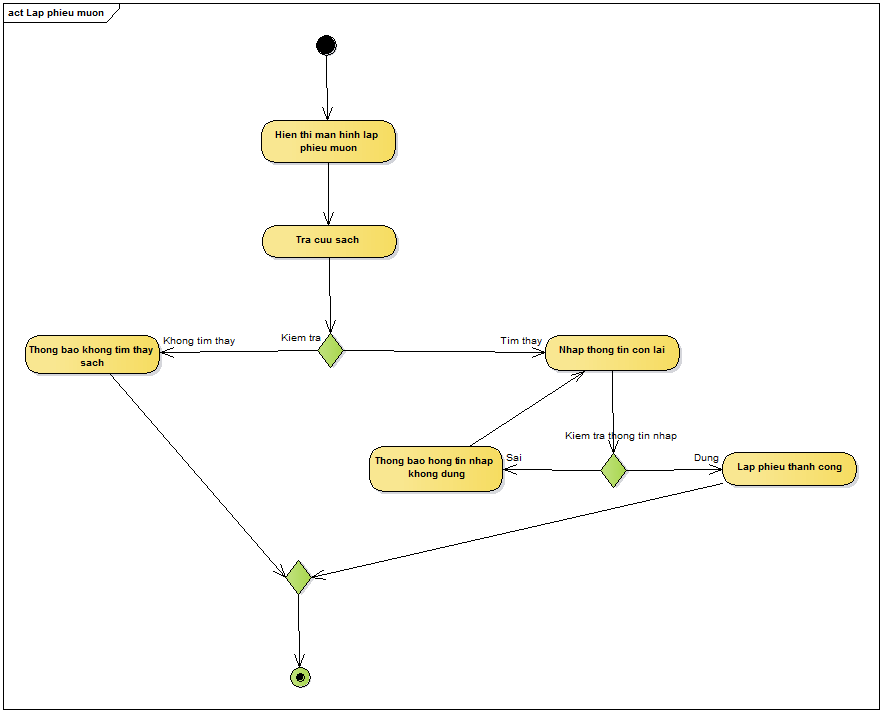 act Lap phieu muon
Hien thi man hinh lap
phieu muon
Tra cuu sach
Kiem tra
Khong tim thay
Tim thay
Thong bao khong tim thay
sach
Nhap thong tin con lai
Kiem tra thong tin nhap
Sai
Dung
Thong bao hong tin nhap
khong dung
Lap phieu thanh cong